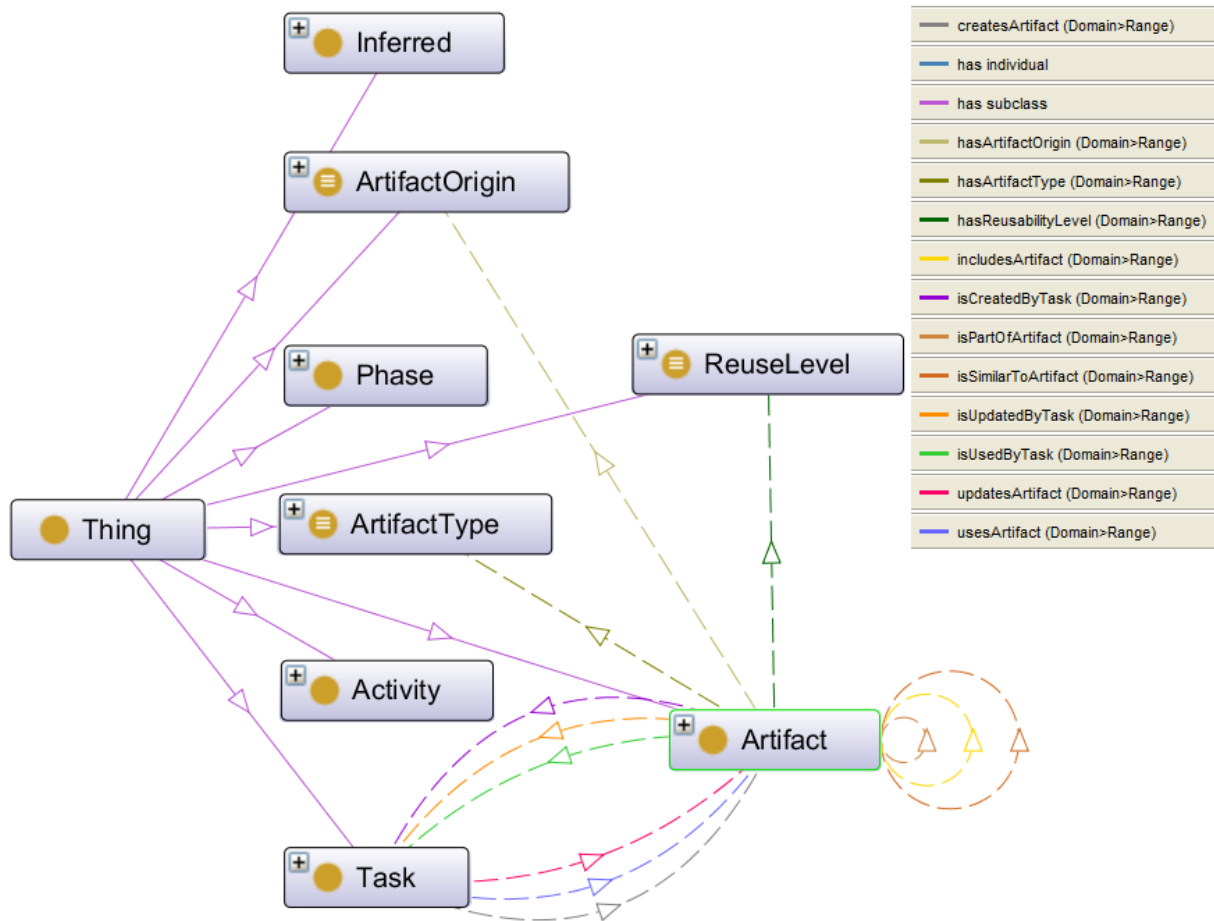 Inferred
ArtifactOrigin
Phase
ReuseLevel
Thing
ArtifactType
Activity
Artifact
Task
createsArtifact (Domain>Range)
has individual
has subclass
hasArtifactOrigin (Domain>Range)
hasArtifactType (Domain>Range)
hasReusabilityLevel (Domain>Range)
includesArtifact (Domain>Range)
isCreatedByTask (Domain>Range)
isPartOfArtifact (Domain>Range)
isSimilarToArtifact (Domain>Range)
isUpdatedByTask (Domain>Range)
isUsedByTask (Domain>Range)
updatesArtifact (Domain>Range)
usesArtifact (Domain>Range)